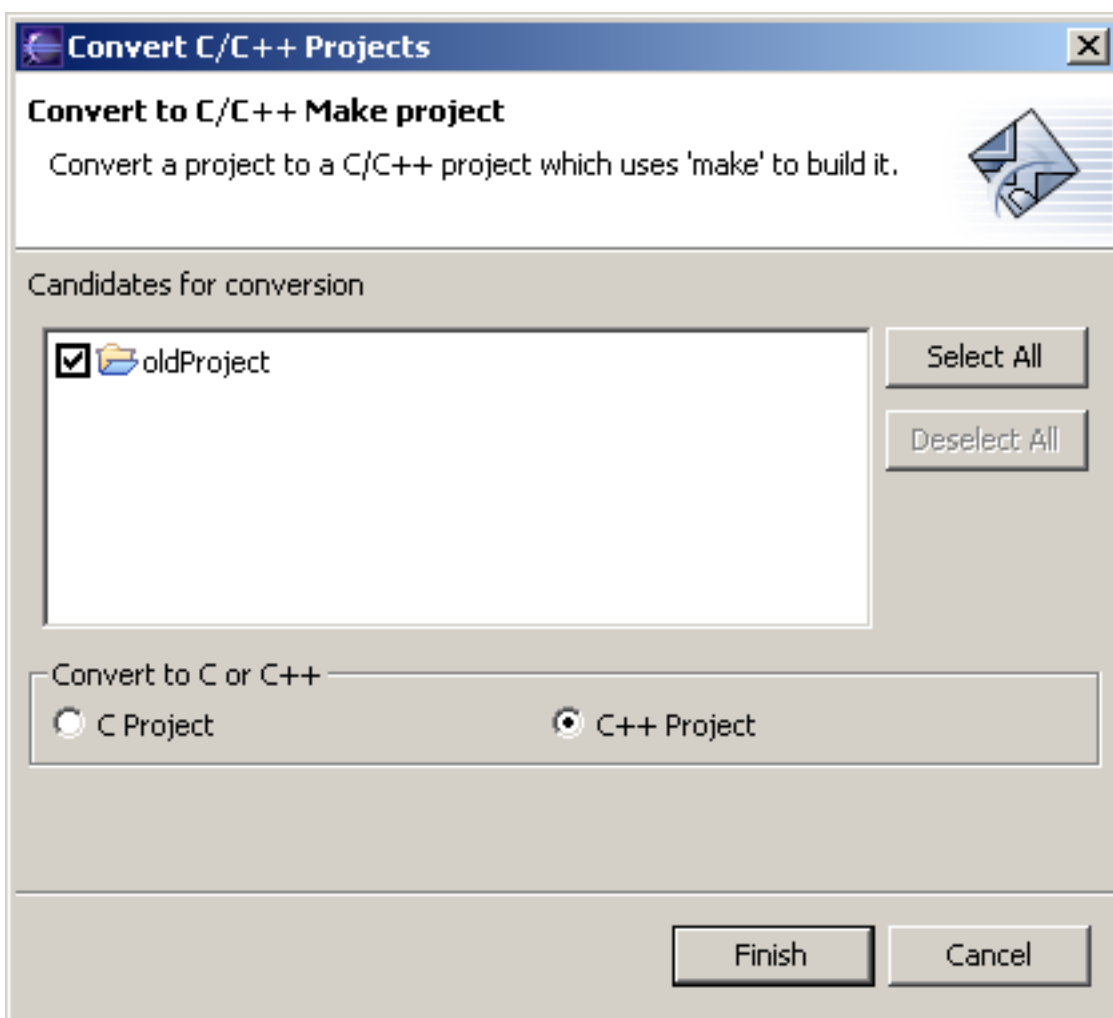 Convert C/C++ Projects
Convert to C/C++ Make project
Convert a project to a C/C++ project which uses 'make' to build it.
Candidates for conversion
oldProject
Select All
Deselect All
Convert to C or C++
C Project C++ Project
Finish Cancel